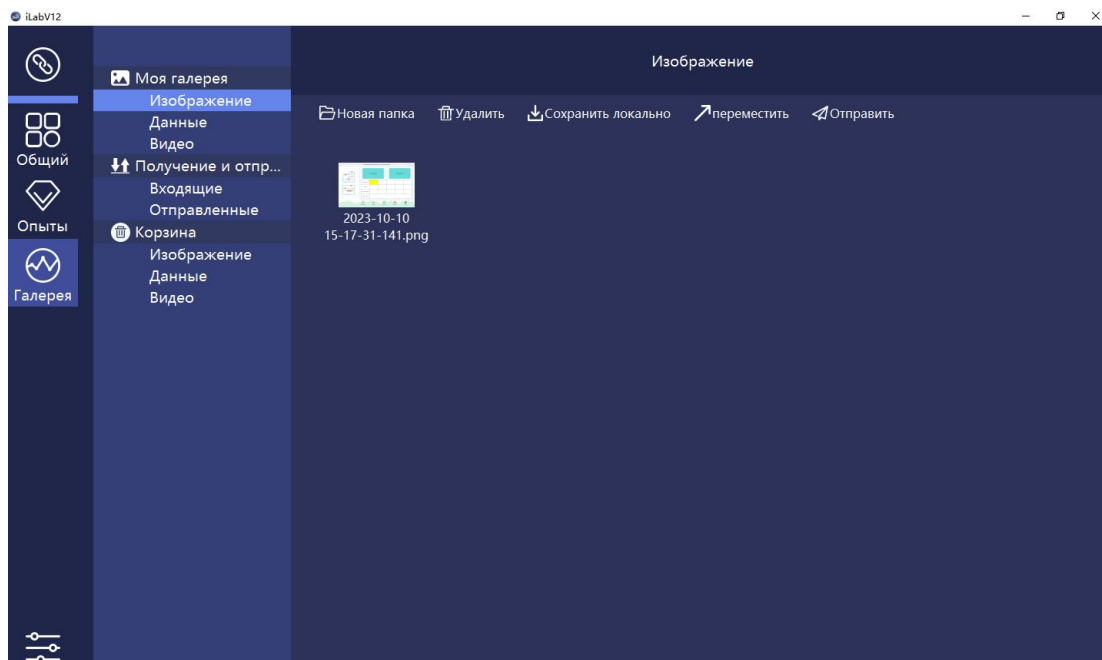 iLabV12
Общий
Опыты
Галерея
Моя галерея
Изображение
Данные
Видео
Получение и отпр...
Входящие
Отправленные
Корзина
Изображение
Данные
Видео
Изображение
Новая папка Удалить Сохранить локально переместить Отправить
2023-10-10
15-17-31-141.png